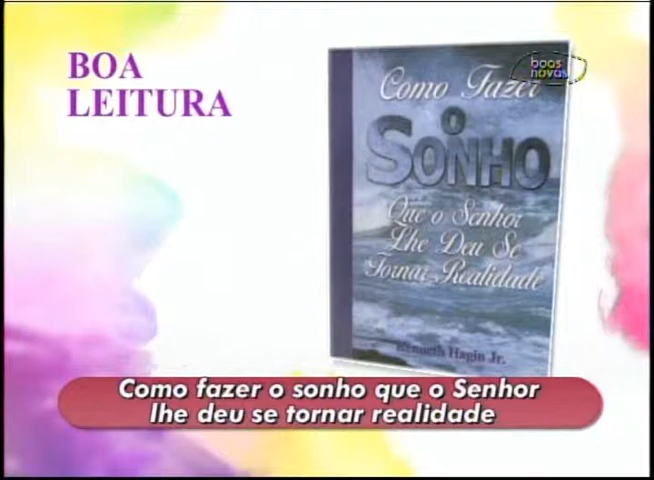 BOA
LEITURA
boas
novas
Como Fazer
o
SONHO
Que o Senhor
Lhe Deu Se
Tornar Realidade
Kenneth Hagin Jr.
Como fazer o sonho que o Senhor
lhe deu se tornar realidade